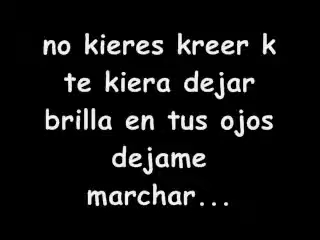 no kieres kreer k
te kiera dejar
brilla en tus ojos
dejame
marchar...